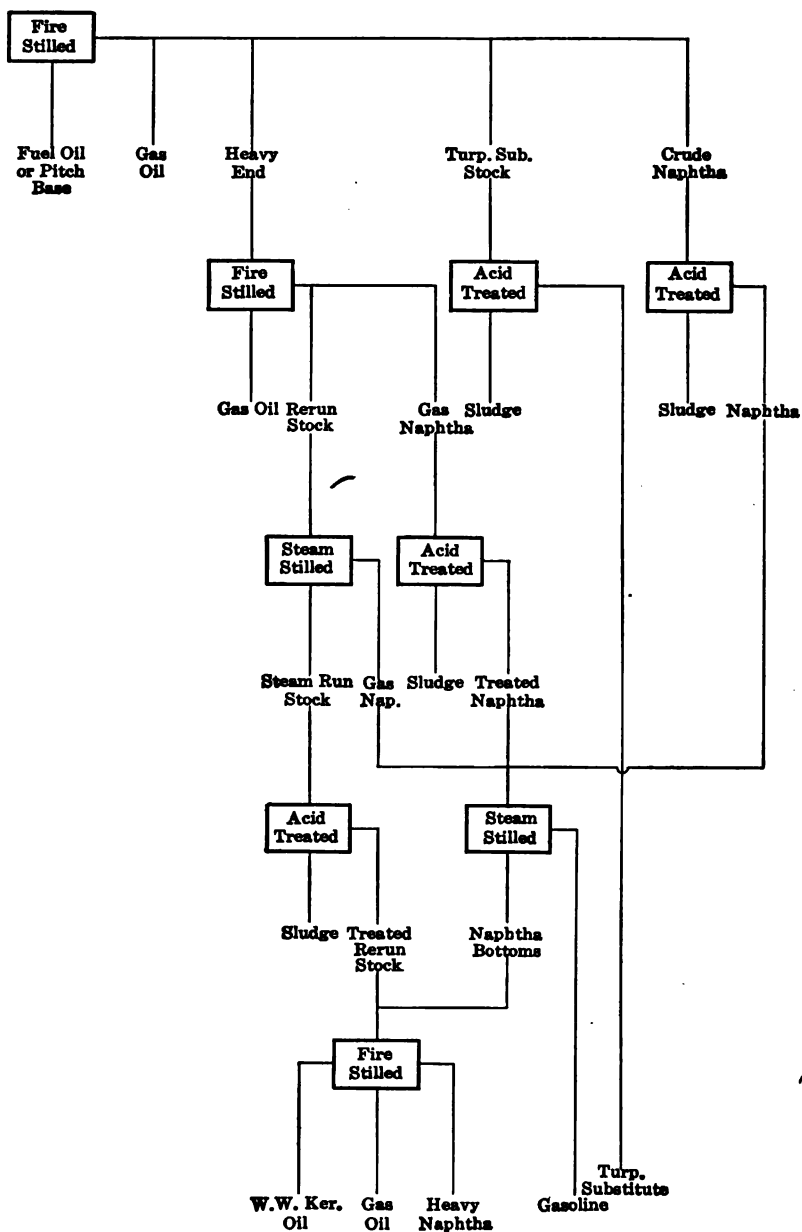 Fire
Stilled
Fuel Oil
or Pitch
Base
Gas
Oil
Heavy
End
Turp. Sub.
Stock
Crude
Naphtha
Fire
Stilled
Acid
Treated
Acid
Treated
Gas Oil
Rerun
Stock
Gas
Naphtha
Sludge
Sludge
Naphtha
Steam
Stilled
Acid
Treated
Steam Run
Stock
Gas
Nap.
Sludge
Treated
Naphtha
Acid
Treated
Steam
Stilled
Sludge
Treated
Rerun
Stock
Naphtha
Bottoms
Fire
Stilled
W.W. Ker.
Oil
Gas
Oil
Heavy
Naphtha
Gasoline
Turp.
Substitute